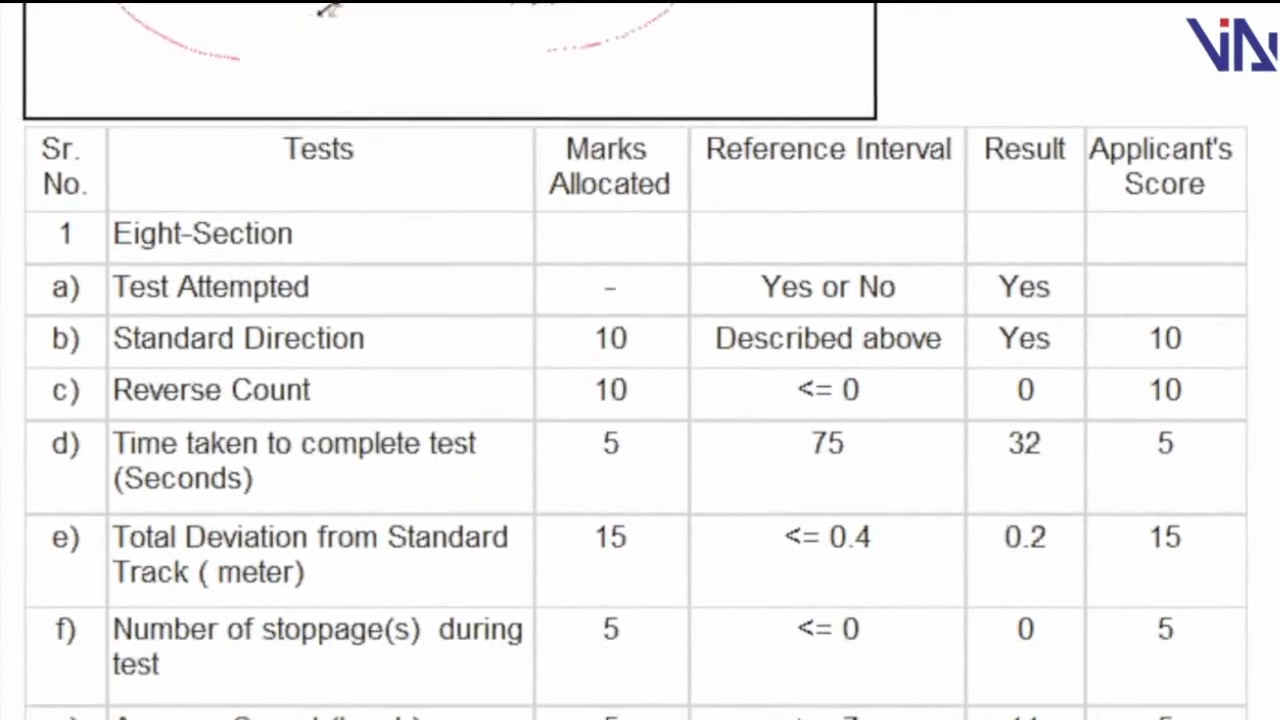 VIN
Sr. No. Tests Marks Allocated Reference Interval Result Applicant's Score
1 Eight-Section
a) Test Attempted - Yes or No Yes
b) Standard Direction 10 Described above Yes 10
c) Reverse Count 10 <= 0 0 10
d) Time taken to complete test (Seconds) 5 75 32 5
e) Total Deviation from Standard Track ( meter) 15 <= 0.4 0.2 15
f) Number of stoppage(s) during test 5 <= 0 0 5